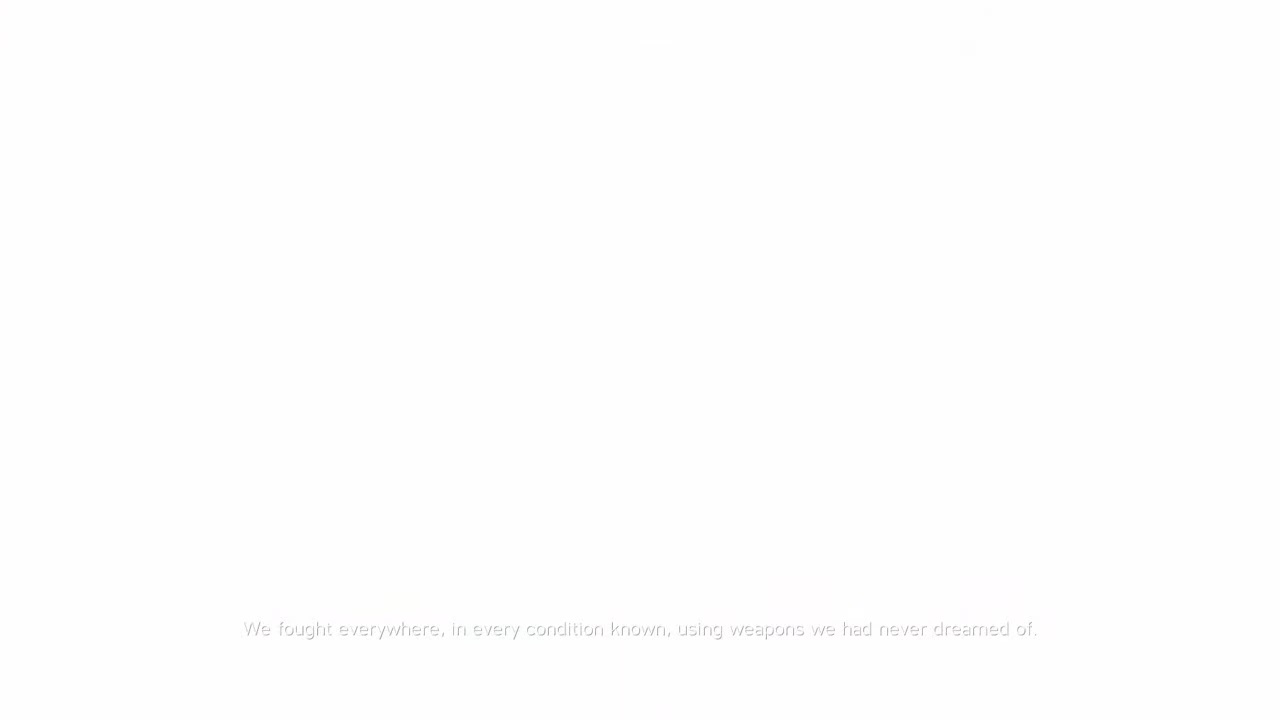 We fought everywhere, in every condition known, using weapons we had never dreamed of.